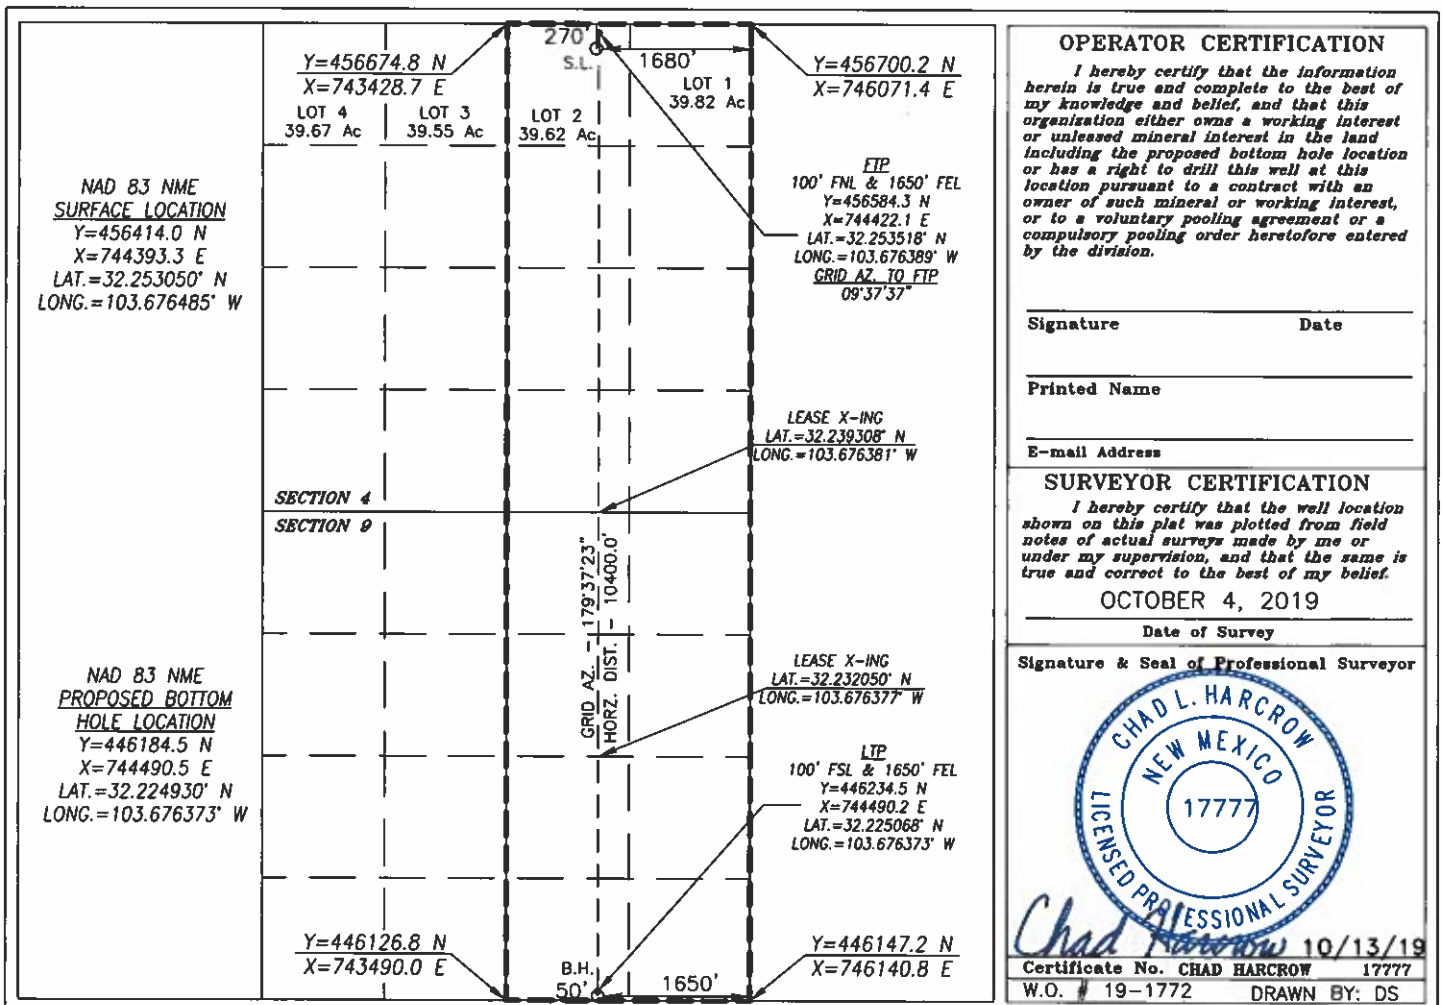 NAD 83 NME
SURFACE LOCATION
Y=456414.0 N
X=744393.3 E
LAT.=32.253050° N
LONG.=103.676485° W
NAD 83 NME
PROPOSED BOTTOM
HOLE LOCATION
Y=446184.5 N
X=744490.5 E
LAT.=32.224930° N
LONG.=103.676373° W
Y=456674.8 N
X=743428.7 E
LOT 4
39.67 Ac
LOT 3
39.55 Ac
LOT 2
39.62 Ac
270'
S.L.
1680'
LOT 1
39.82 Ac
Y=456700.2 N
X=746071.4 E
FTP
100' FNL & 1650' FEL
Y=456584.3 N
X=744422.1 E
LAT.=32.253518° N
LONG.=103.676389° W
GRID AZ. TO FTP
09°37'37"
LEASE X-ING
LAT.=32.239308° N
LONG.=103.676381° W
SECTION 4
SECTION 9
GRID AZ. - 179°37'23"
HORZ. DIST. - 10400.0'
LEASE X-ING
LAT.=32.232050° N
LONG.=103.676377° W
LTP
100' FSL & 1650' FEL
Y=446234.5 N
X=744490.2 E
LAT.=32.225068° N
LONG.=103.676373° W
Y=446126.8 N
X=743490.0 E
B.H.
50'
1650'
Y=446147.2 N
X=746140.8 E
OPERATOR CERTIFICATION
I hereby certify that the information
herein is true and complete to the best of
my knowledge and belief, and that this
organization either owns a working interest
or unleased mineral interest in the land
including the proposed bottom hole location
or has a right to drill this well at this
location pursuant to a contract with an
owner of such mineral or working interest,
or to a voluntary pooling agreement or a
compulsory pooling order heretofore entered
by the division.
Signature Date
Printed Name
E-mail Address
SURVEYOR CERTIFICATION
I hereby certify that the well location
shown on this plat was plotted from field
notes of actual surveys made by me or
under my supervision, and that the same is
true and correct to the best of my belief.
OCTOBER 4, 2019
Date of Survey
Signature & Seal of Professional Surveyor
CHAD L. HARCROW
NEW MEXICO
17777
LICENSED PROFESSIONAL SURVEYOR
Chad Harcrow 10/13/19
Certificate No. CHAD HARCROW 17777
W.O. # 19-1772 DRAWN BY: DS